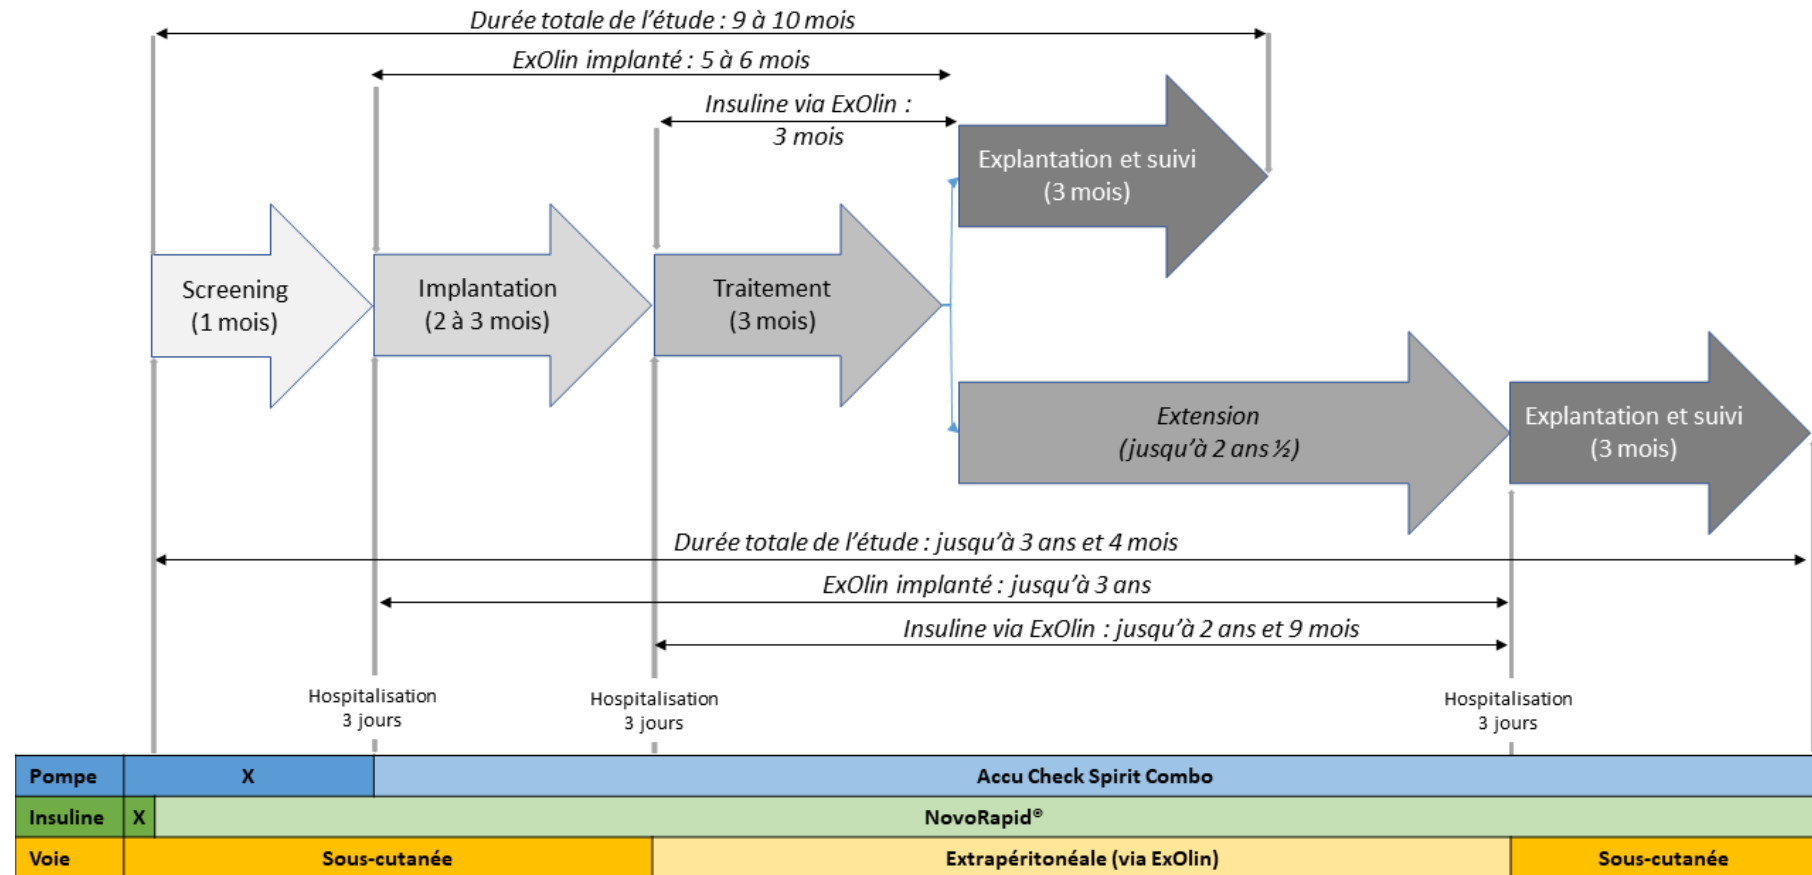 Durée totale de l’étude : 9 à 10 mois
ExOlin implanté : 5 à 6 mois
Insuline via ExOlin :
3 mois
Explantation et suivi
(3 mois)
Screening
(1 mois)
Implantation
(2 à 3 mois)
Traitement
(3 mois)
Extension
(jusqu’à 2 ans ½)
Explantation et suivi
(3 mois)
Durée totale de l’étude : jusqu’à 3 ans et 4 mois
ExOlin implanté : jusqu’à 3 ans
Insuline via ExOlin : jusqu’à 2 ans et 9 mois
Hospitalisation
3 jours
Hospitalisation
3 jours
Hospitalisation
3 jours
Pompe X Accu Check Spirit Combo
Insuline X NovoRapid®
Voie Sous-cutanée Extrapéritonéale (via ExOlin) Sous-cutanée